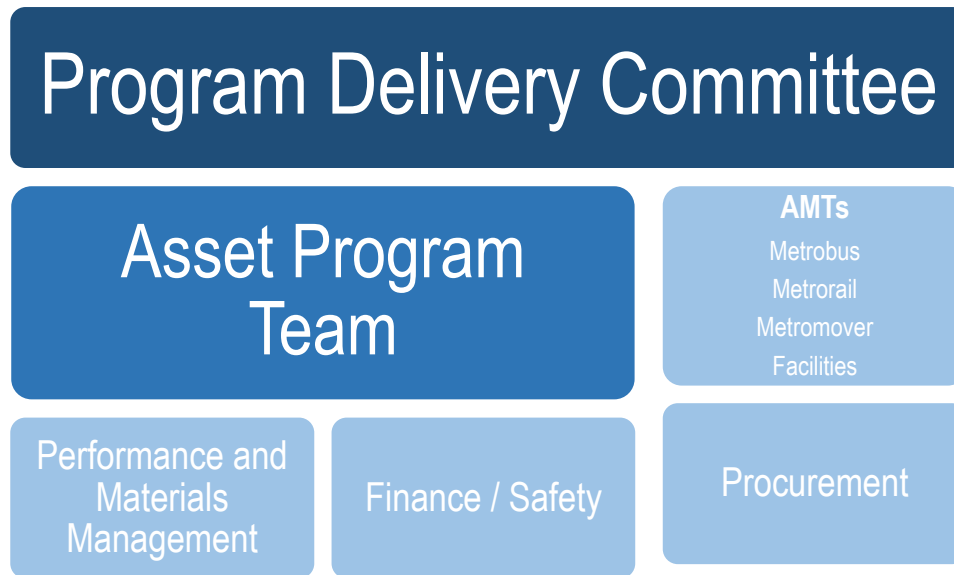 Program Delivery Committee
Asset Program
Team
AMTs
Metrobus
Metrorail
Metromover
Facilities
Performance and
Materials
Management
Finance / Safety
Procurement